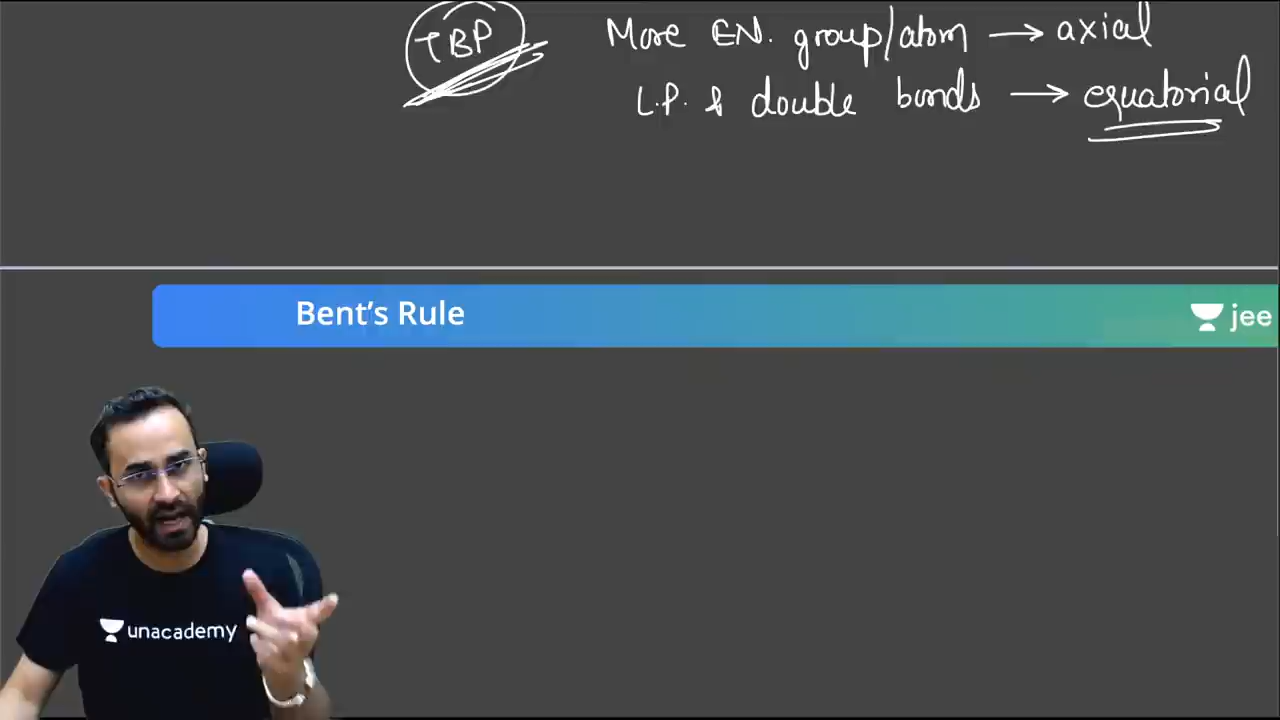 TBP
More EN. group/atom → axial
L.P. & double bonds → equatorial
Bent's Rule
jee
unacademy